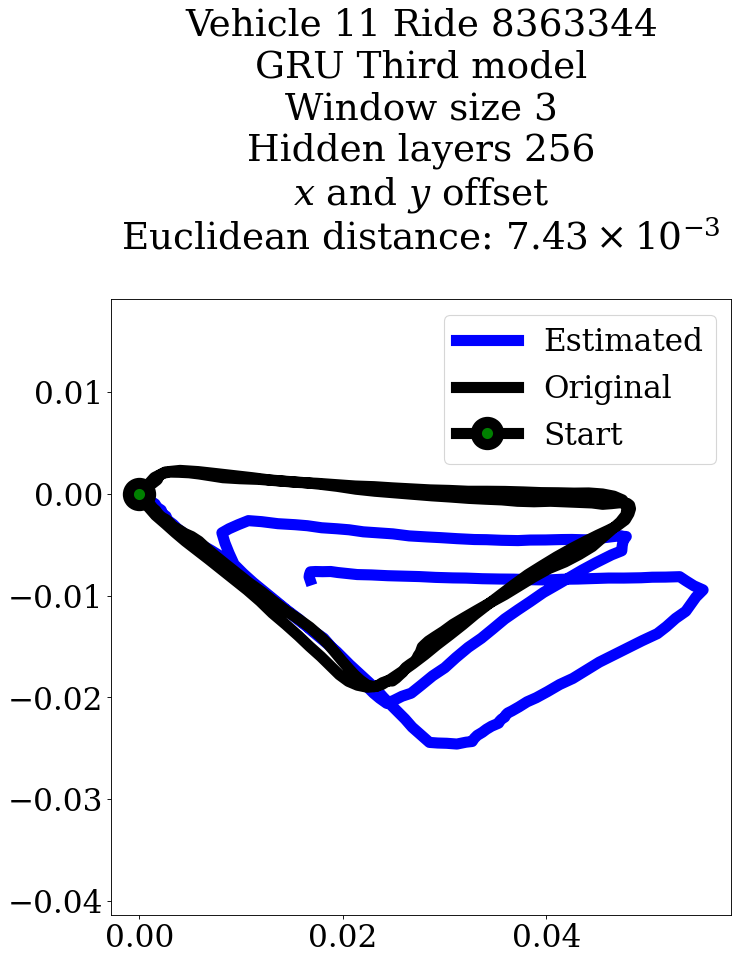 Vehicle 11 Ride 8363344
GRU Third model
Window size 3
Hidden layers 256
x and y offset
Euclidean distance: 7.43 × 10⁻³
Estimated
Original
Start
0.01
0.00
−0.01
−0.02
−0.03
−0.04
0.00 0.02 0.04